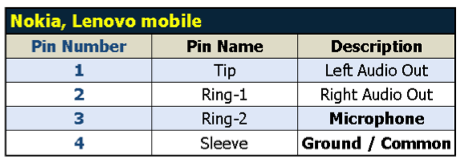 Nokia, Lenovo mobile
Pin Number Pin Name Description
1 Tip Left Audio Out
2 Ring-1 Right Audio Out
3 Ring-2 Microphone
4 Sleeve Ground / Common